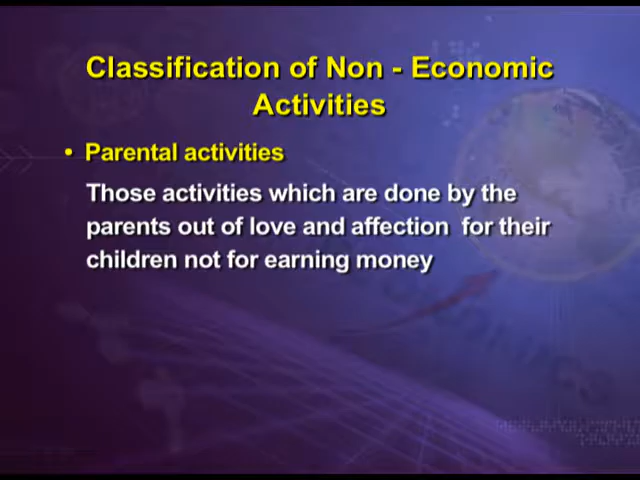 Classification of Non - Economic
Activities
• Parental activities
Those activities which are done by the
parents out of love and affection for their
children not for earning money